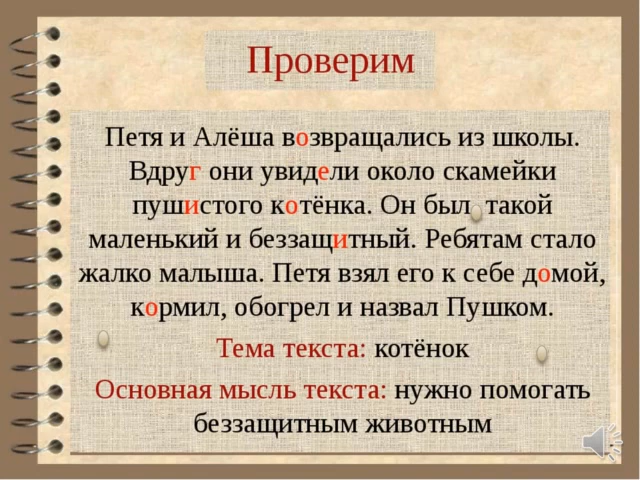 Проверим
Петя и Алёша возвращались из школы.
Вдруг они увидели около скамейки
пушистого котёнка. Он был такой
маленький и беззащитный. Ребятам стало
жалко малыша. Петя взял его к себе домой,
кормил, обогрел и назвал Пушком.
Тема текста: котёнок
Основная мысль текста: нужно помогать
беззащитным животным